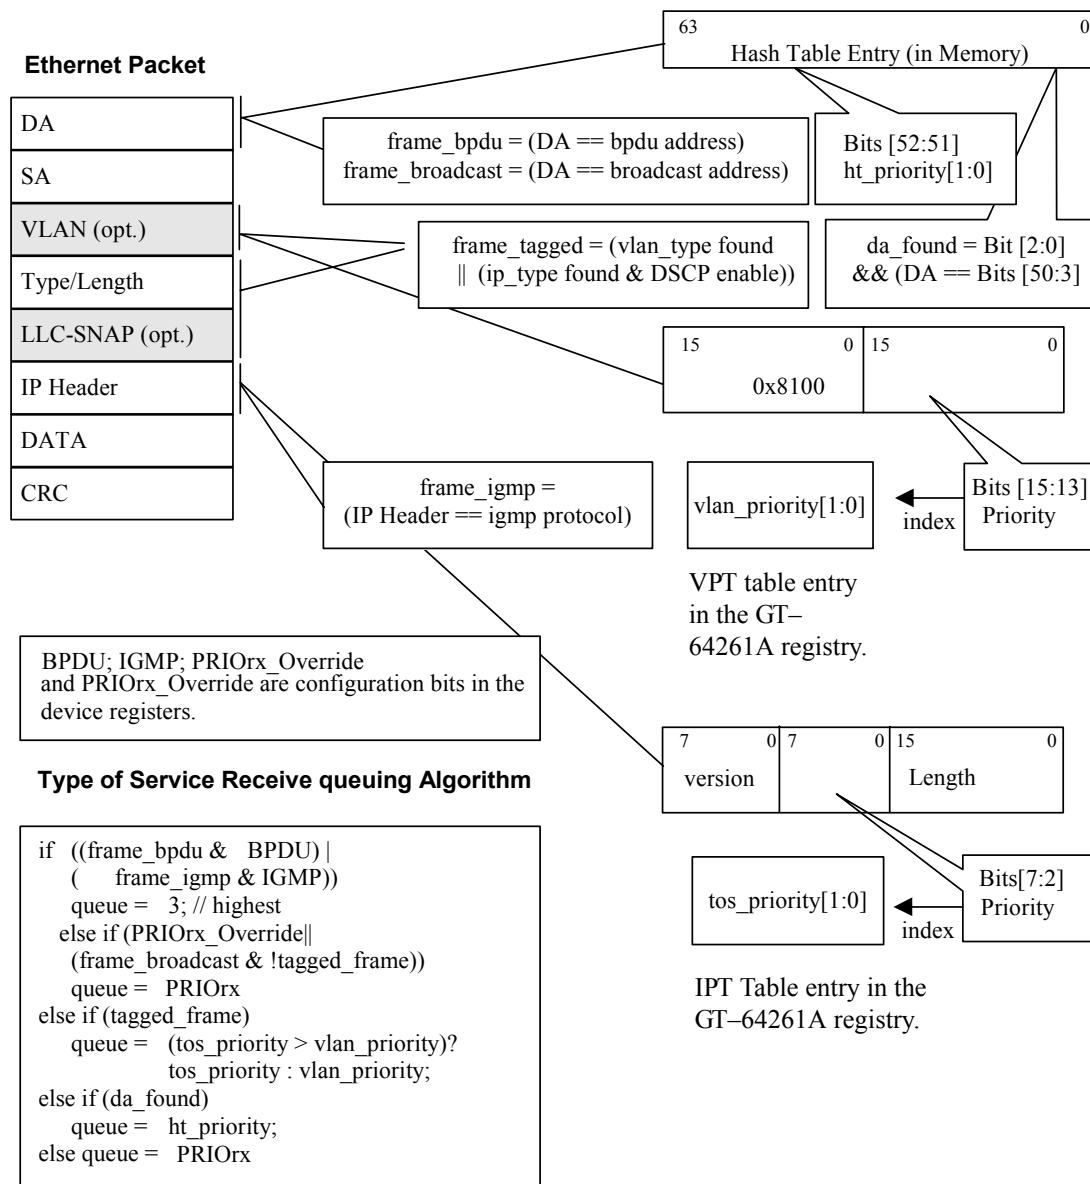 63 0
Hash Table Entry (in Memory)
Ethernet Packet
DA
SA
VLAN (opt.)
Type/Length
LLC-SNAP (opt.)
IP Header
DATA
CRC
frame_bpdu = (DA == bpdu address)
frame_broadcast = (DA == broadcast address)
Bits [52:51]
ht_priority[1:0]
frame_tagged = (vlan_type found
|| (ip_type found & DSCP enable))
da_found = Bit [2:0]
&& (DA == Bits [50:3]
15 0 15 0
0x8100
frame_igmp =
(IP Header == igmp protocol)
vlan_priority[1:0]
index
Bits [15:13]
Priority
VPT table entry
in the GT–
64261A registry.
BPDU; IGMP; PRIOrx_Override
and PRIOrx_Override are configuration bits in the
device registers.
7 0 7 0 15 0
version Length
Type of Service Receive queuing Algorithm
if ((frame_bpdu & BPDU) |
( frame_igmp & IGMP))
queue = 3; // highest
else if (PRIOrx_Override||
(frame_broadcast & !tagged_frame))
queue = PRIOrx
else if (tagged_frame)
queue = (tos_priority > vlan_priority)?
tos_priority : vlan_priority;
else if (da_found)
queue = ht_priority;
else queue = PRIOrx
tos_priority[1:0]
index
Bits[7:2]
Priority
IPT Table entry in the
GT–64261A registry.